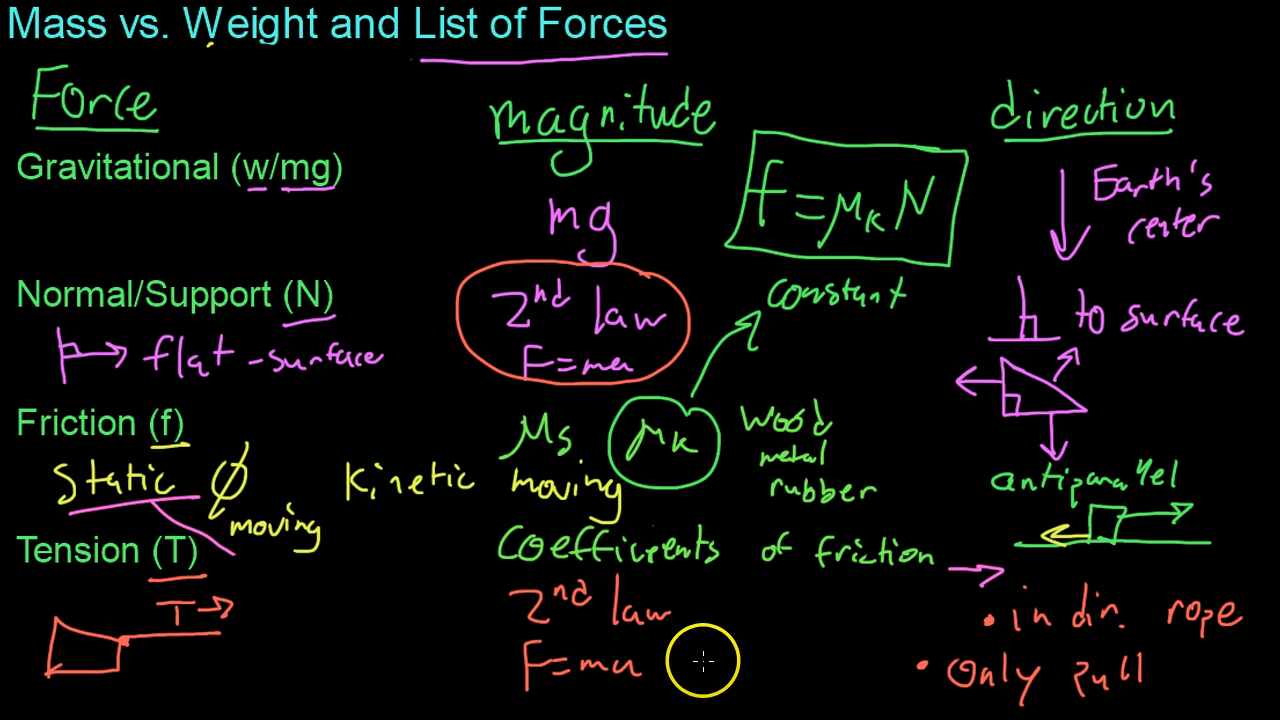 Mass vs. Weight and List of Forces
Force magnitude direction
Gravitational (w/mg)
mg
f = μK N
Earth's
center
Normal/Support (N)
flat - surface
2nd law
F=ma
constant
⊥ to surface
Friction (f)
Static ∅ moving
Kinetic moving
μs μK
wood
metal
rubber
antiparallel
Coefficients of friction
Tension (T)
T
2nd law
F=ma
• in dir. rope
• Only pull